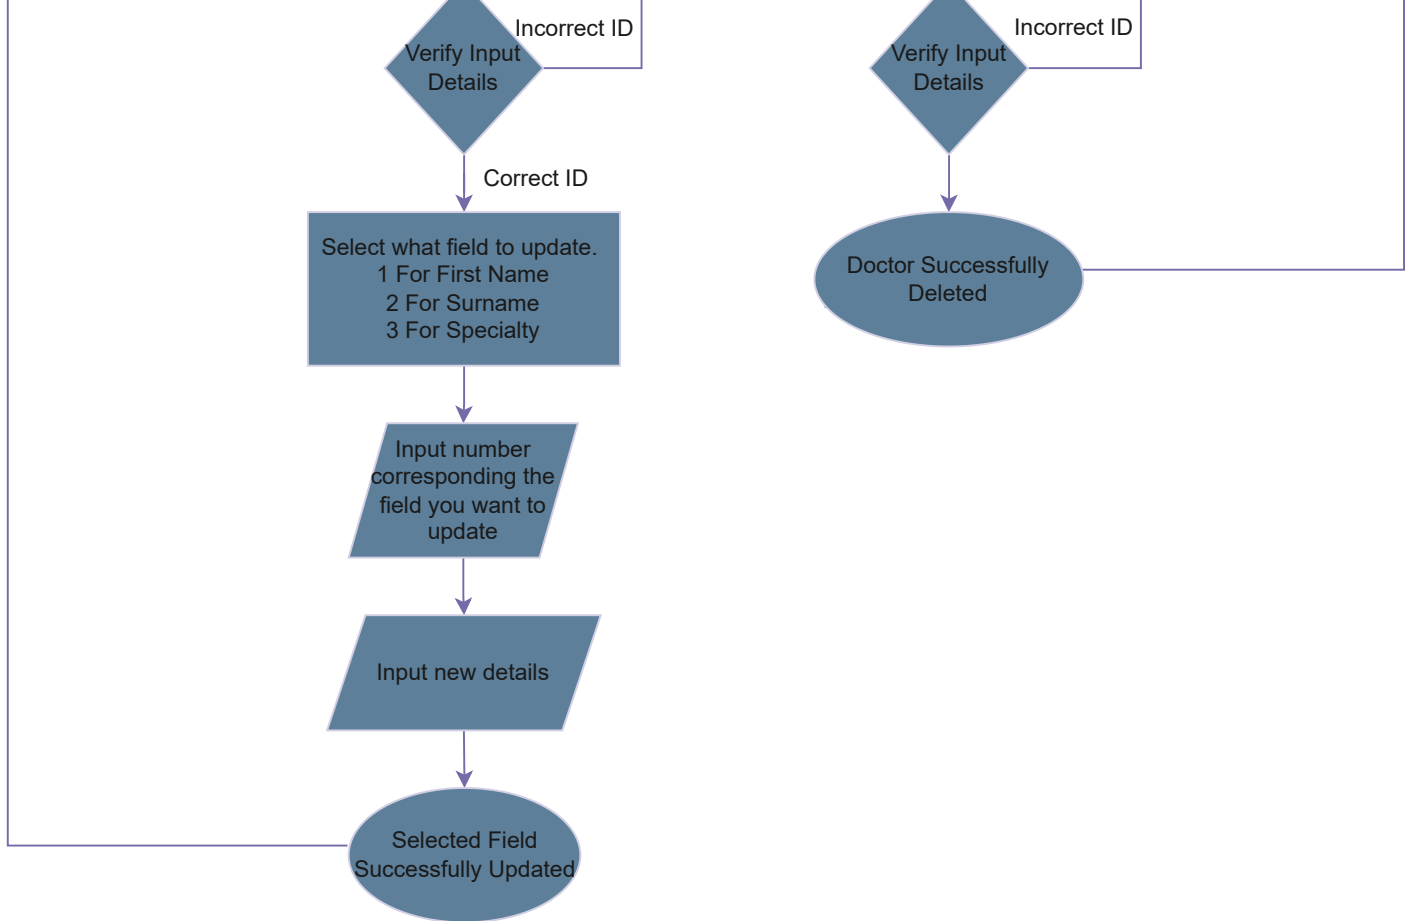 Incorrect ID
Verify Input
Details
Correct ID
Select what field to update.
1 For First Name
2 For Surname
3 For Specialty
Input number
corresponding the
field you want to
update
Input new details
Selected Field
Successfully Updated
Incorrect ID
Verify Input
Details
Doctor Successfully
Deleted